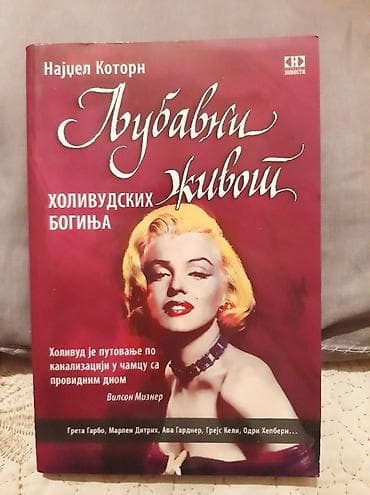 Најџел Которн
НОВОСТИ
Љубавни
живот
ХОЛИВУДСКИХ
БОГИЊА
Холивуд је путовање по
канализацији у чамцу са
провидним дном
Вилсон Мизнер
Грета Гарбо, Марлен Дитрих, Ава Гарднер, Грејс Кели, Одри Хепберн...